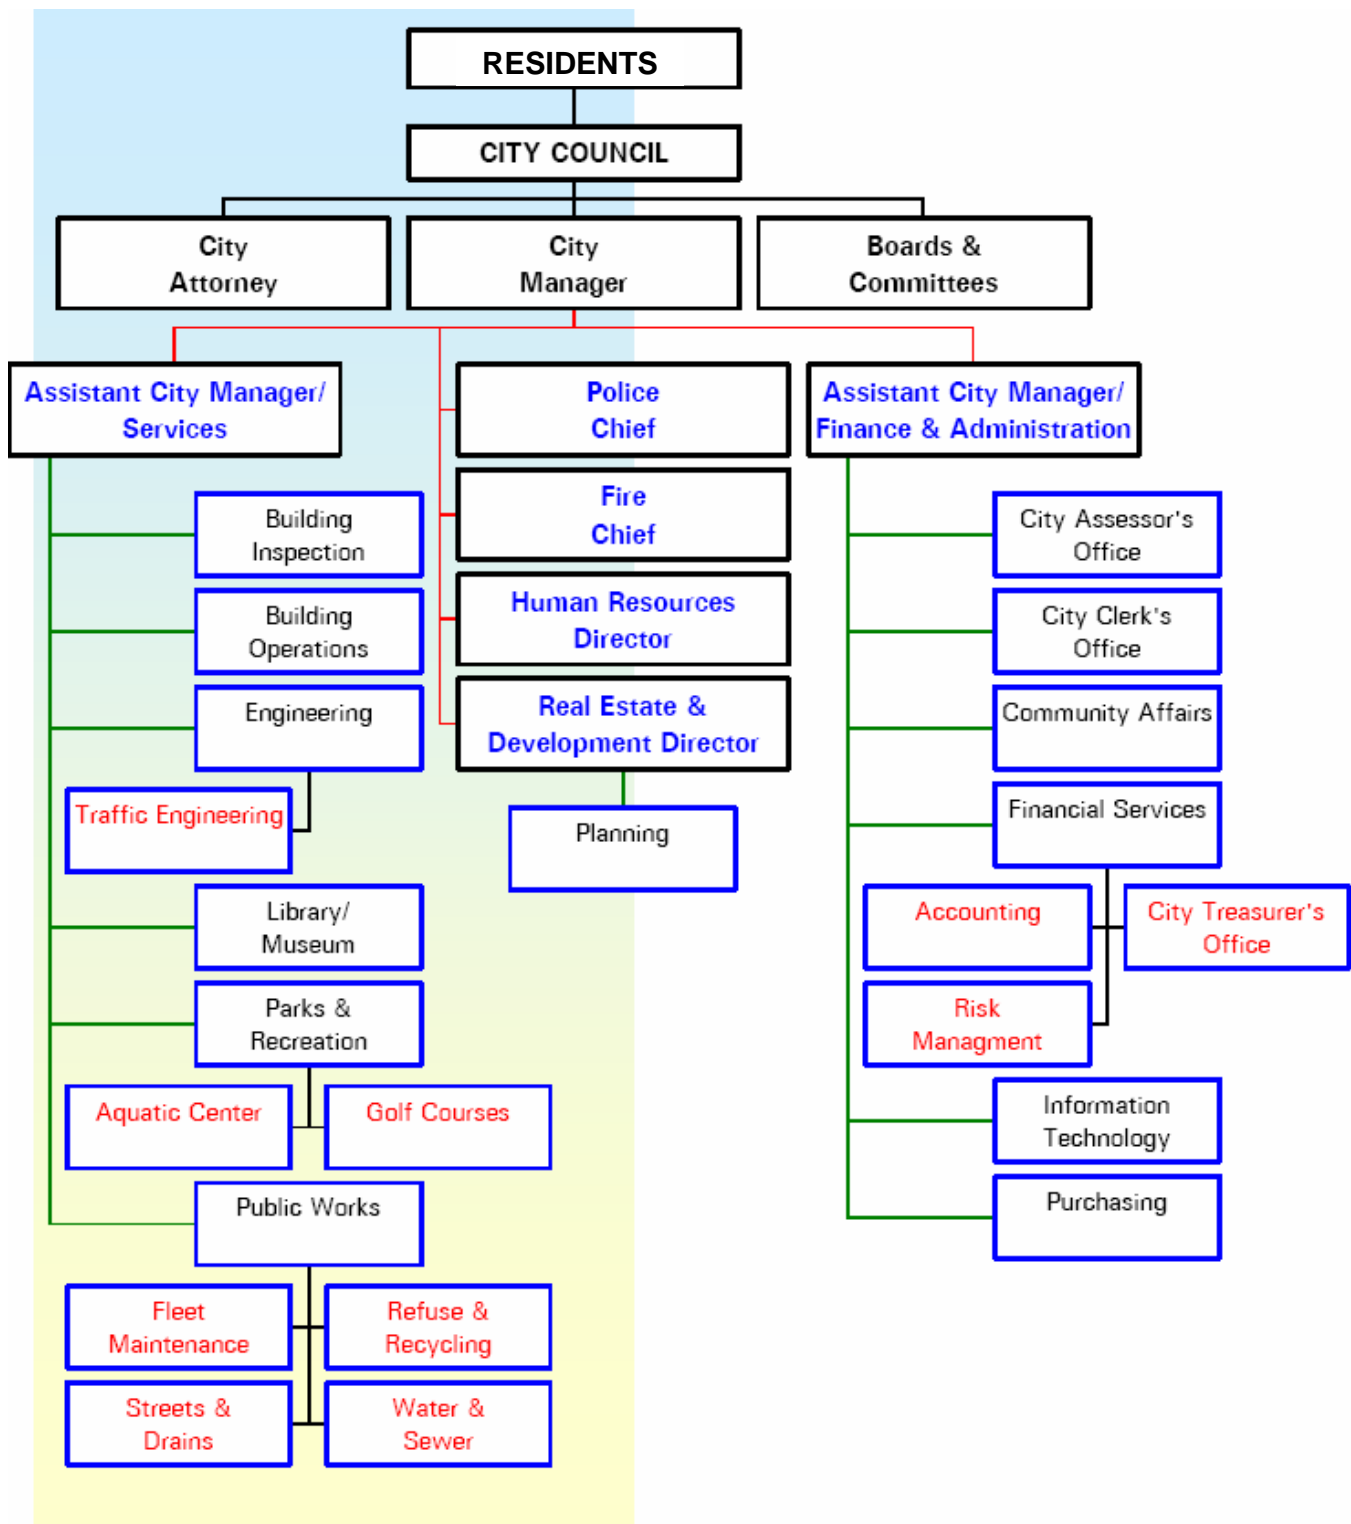 RESIDENTS
CITY COUNCIL
City
Attorney
City
Manager
Boards &
Committees
Assistant City Manager/
Services
Police
Chief
Assistant City Manager/
Finance & Administration
Fire
Chief
Human Resources
Director
Real Estate &
Development Director
Planning
Building
Inspection
Building
Operations
Engineering
Traffic Engineering
Library/
Museum
Parks &
Recreation
Aquatic Center
Golf Courses
Public Works
Fleet
Maintenance
Refuse &
Recycling
Streets &
Drains
Water &
Sewer
City Assessor's
Office
City Clerk's
Office
Community Affairs
Financial Services
Accounting
City Treasurer's
Office
Risk
Managment
Information
Technology
Purchasing